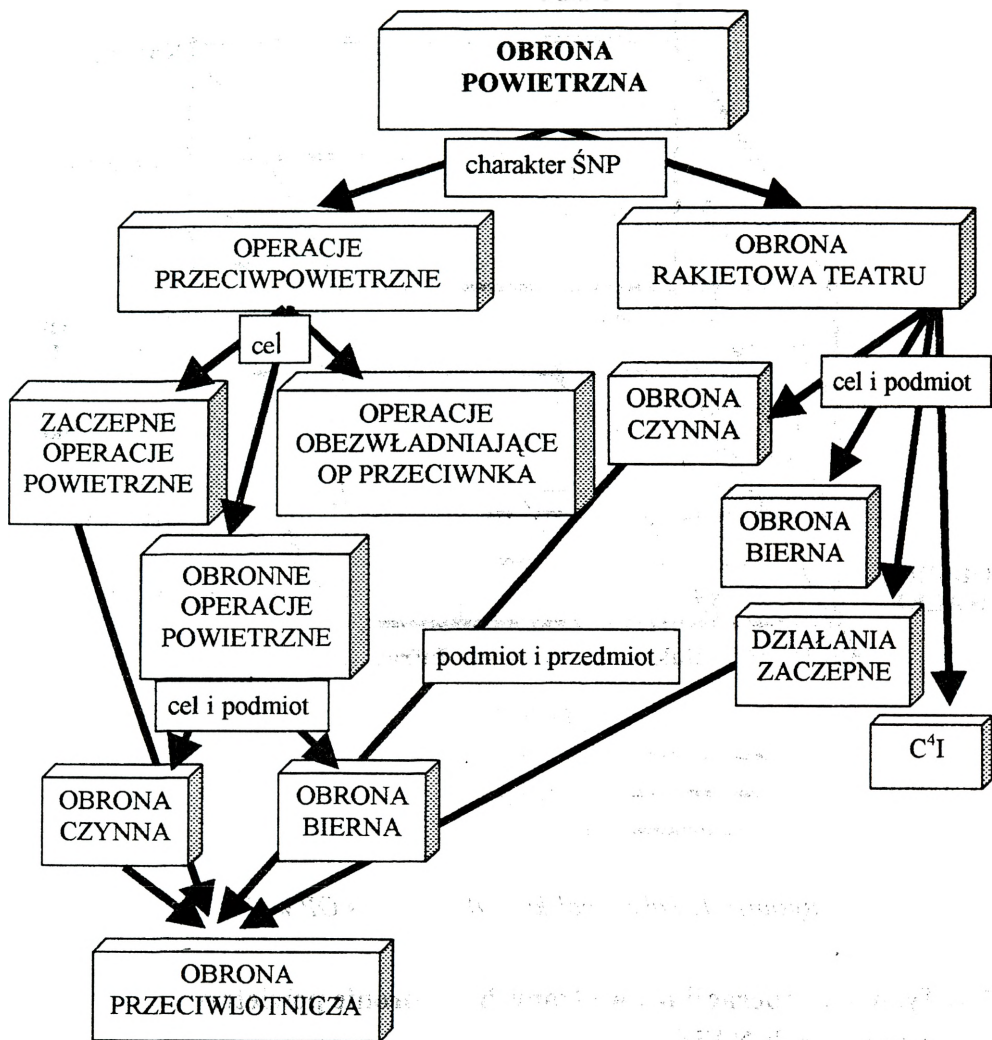 OBRONA
POWIETRZNA
charakter ŚNP
OPERACJE
PRZECIWPOWIETRZNE
OBRONA
RAKIETOWA TEATRU
cel
cel i podmiot
ZACZEPNE
OPERACJE
POWIETRZNE
OPERACJE
OBEZWŁADNIAJĄCE
OP PRZECIWNKA
OBRONA
CZYNNA
OBRONA
BIERNA
OBRONNE
OPERACJE
POWIETRZNE
podmiot i przedmiot
DZIAŁANIA
ZACZEPNE
cel i podmiot
C⁴I
OBRONA
CZYNNA
OBRONA
BIERNA
OBRONA
PRZECIWLOTNICZA